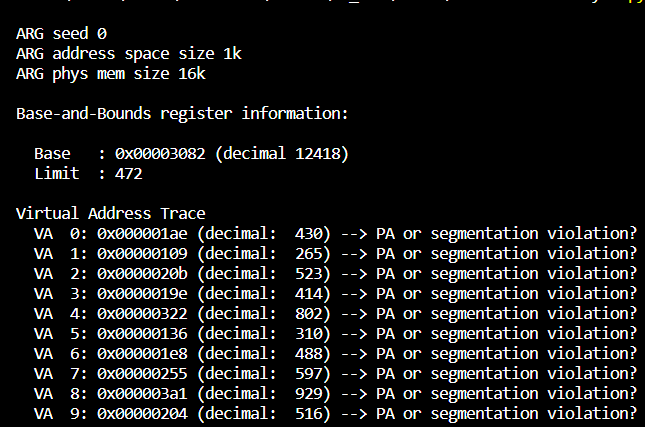 ARG seed 0
ARG address space size 1k
ARG phys mem size 16k
Base-and-Bounds register information:
Base   : 0x00003082 (decimal 12418)
Limit  : 472
Virtual Address Trace
VA  0: 0x000001ae (decimal:  430) --> PA or segmentation violation?
VA  1: 0x00000109 (decimal:  265) --> PA or segmentation violation?
VA  2: 0x0000020b (decimal:  523) --> PA or segmentation violation?
VA  3: 0x0000019e (decimal:  414) --> PA or segmentation violation?
VA  4: 0x00000322 (decimal:  802) --> PA or segmentation violation?
VA  5: 0x00000136 (decimal:  310) --> PA or segmentation violation?
VA  6: 0x000001e8 (decimal:  488) --> PA or segmentation violation?
VA  7: 0x00000255 (decimal:  597) --> PA or segmentation violation?
VA  8: 0x000003a1 (decimal:  929) --> PA or segmentation violation?
VA  9: 0x00000204 (decimal:  516) --> PA or segmentation violation?